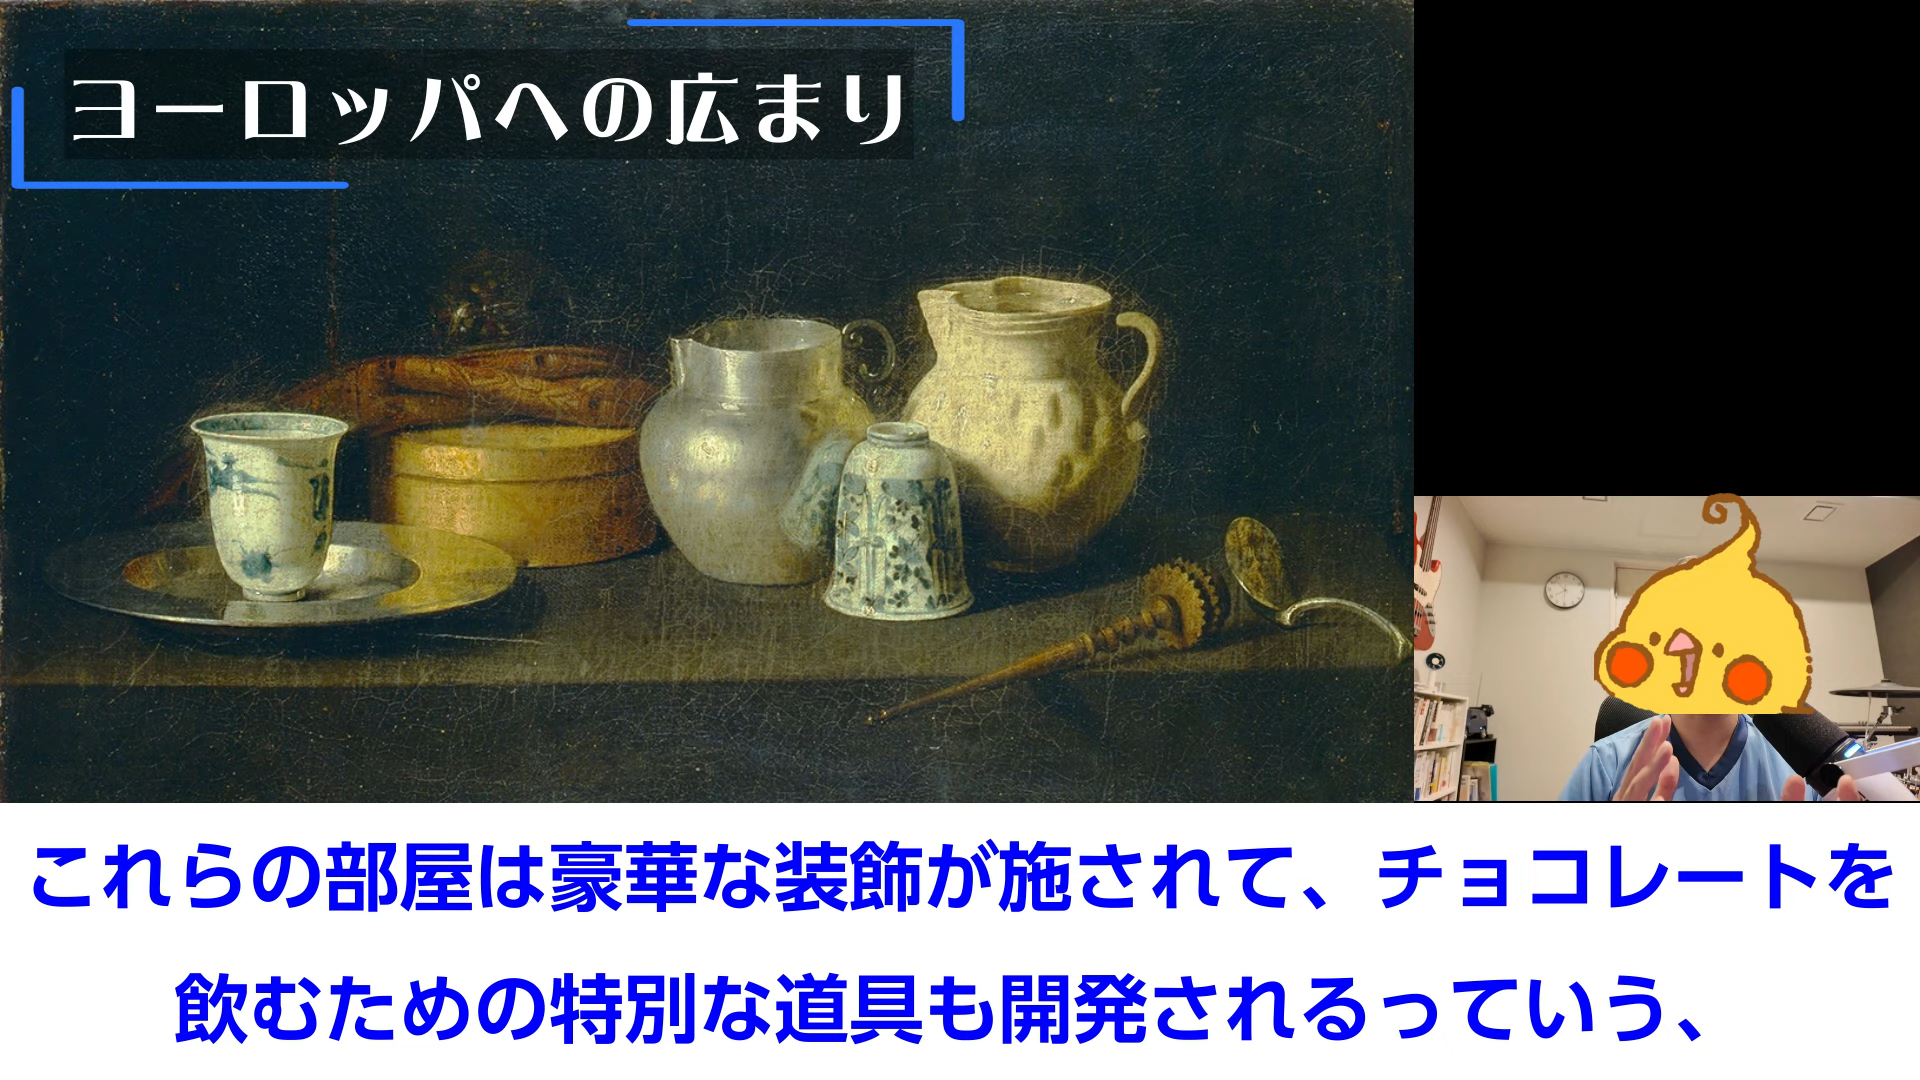 ヨーロッパへの広まり
これらの部屋は豪華な装飾が施されて、チョコレートを
飲むための特別な道具も開発されるっていう、